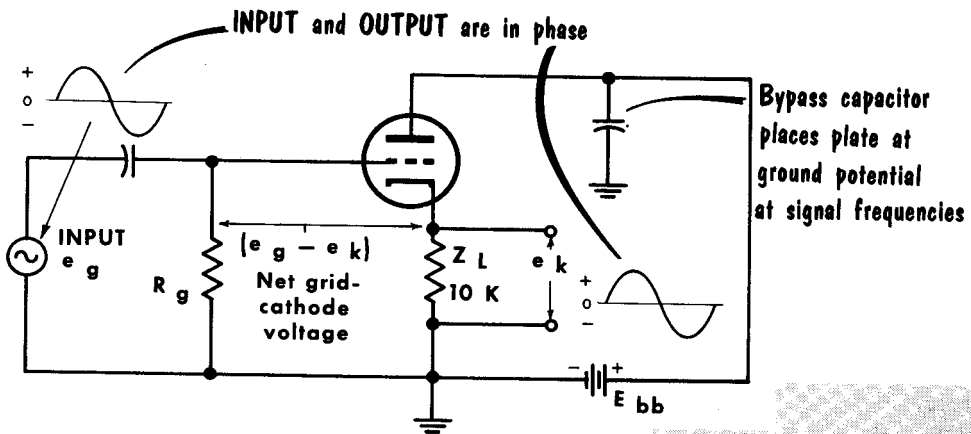 INPUT and OUTPUT are in phase
+
o
−
Bypass capacitor
places plate at
ground potential
at signal frequencies
INPUT
e g
R g
(e g − e k)
Net grid-
cathode
voltage
Z L
10 K
e k
+
o
−
− +
E bb